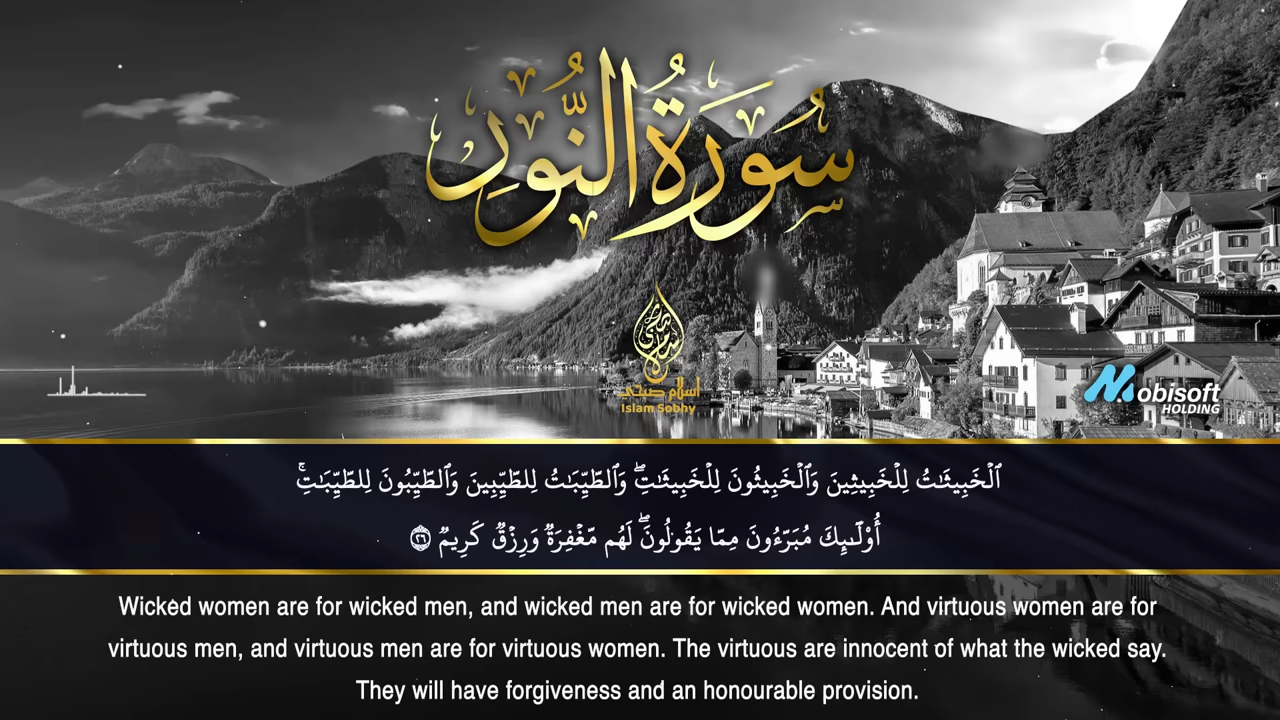 سُورَةُ النُّورِ
اسلام صبحي
Islam Sobhy
Mobisoft
HOLDING
ٱلْخَبِيثَٰتُ لِلْخَبِيثِينَ وَٱلْخَبِيثُونَ لِلْخَبِيثَٰتِ ۖ وَٱلطَّيِّبَٰتُ لِلطَّيِّبِينَ وَٱلطَّيِّبُونَ لِلطَّيِّبَٰتِ ۚ
أُو۟لَٰٓئِكَ مُبَرَّءُونَ مِمَّا يَقُولُونَ ۖ لَهُم مَّغْفِرَةٌ وَرِزْقٌ كَرِيمٌ ٢٦
Wicked women are for wicked men, and wicked men are for wicked women. And virtuous women are for
virtuous men, and virtuous men are for virtuous women. The virtuous are innocent of what the wicked say.
They will have forgiveness and an honourable provision.